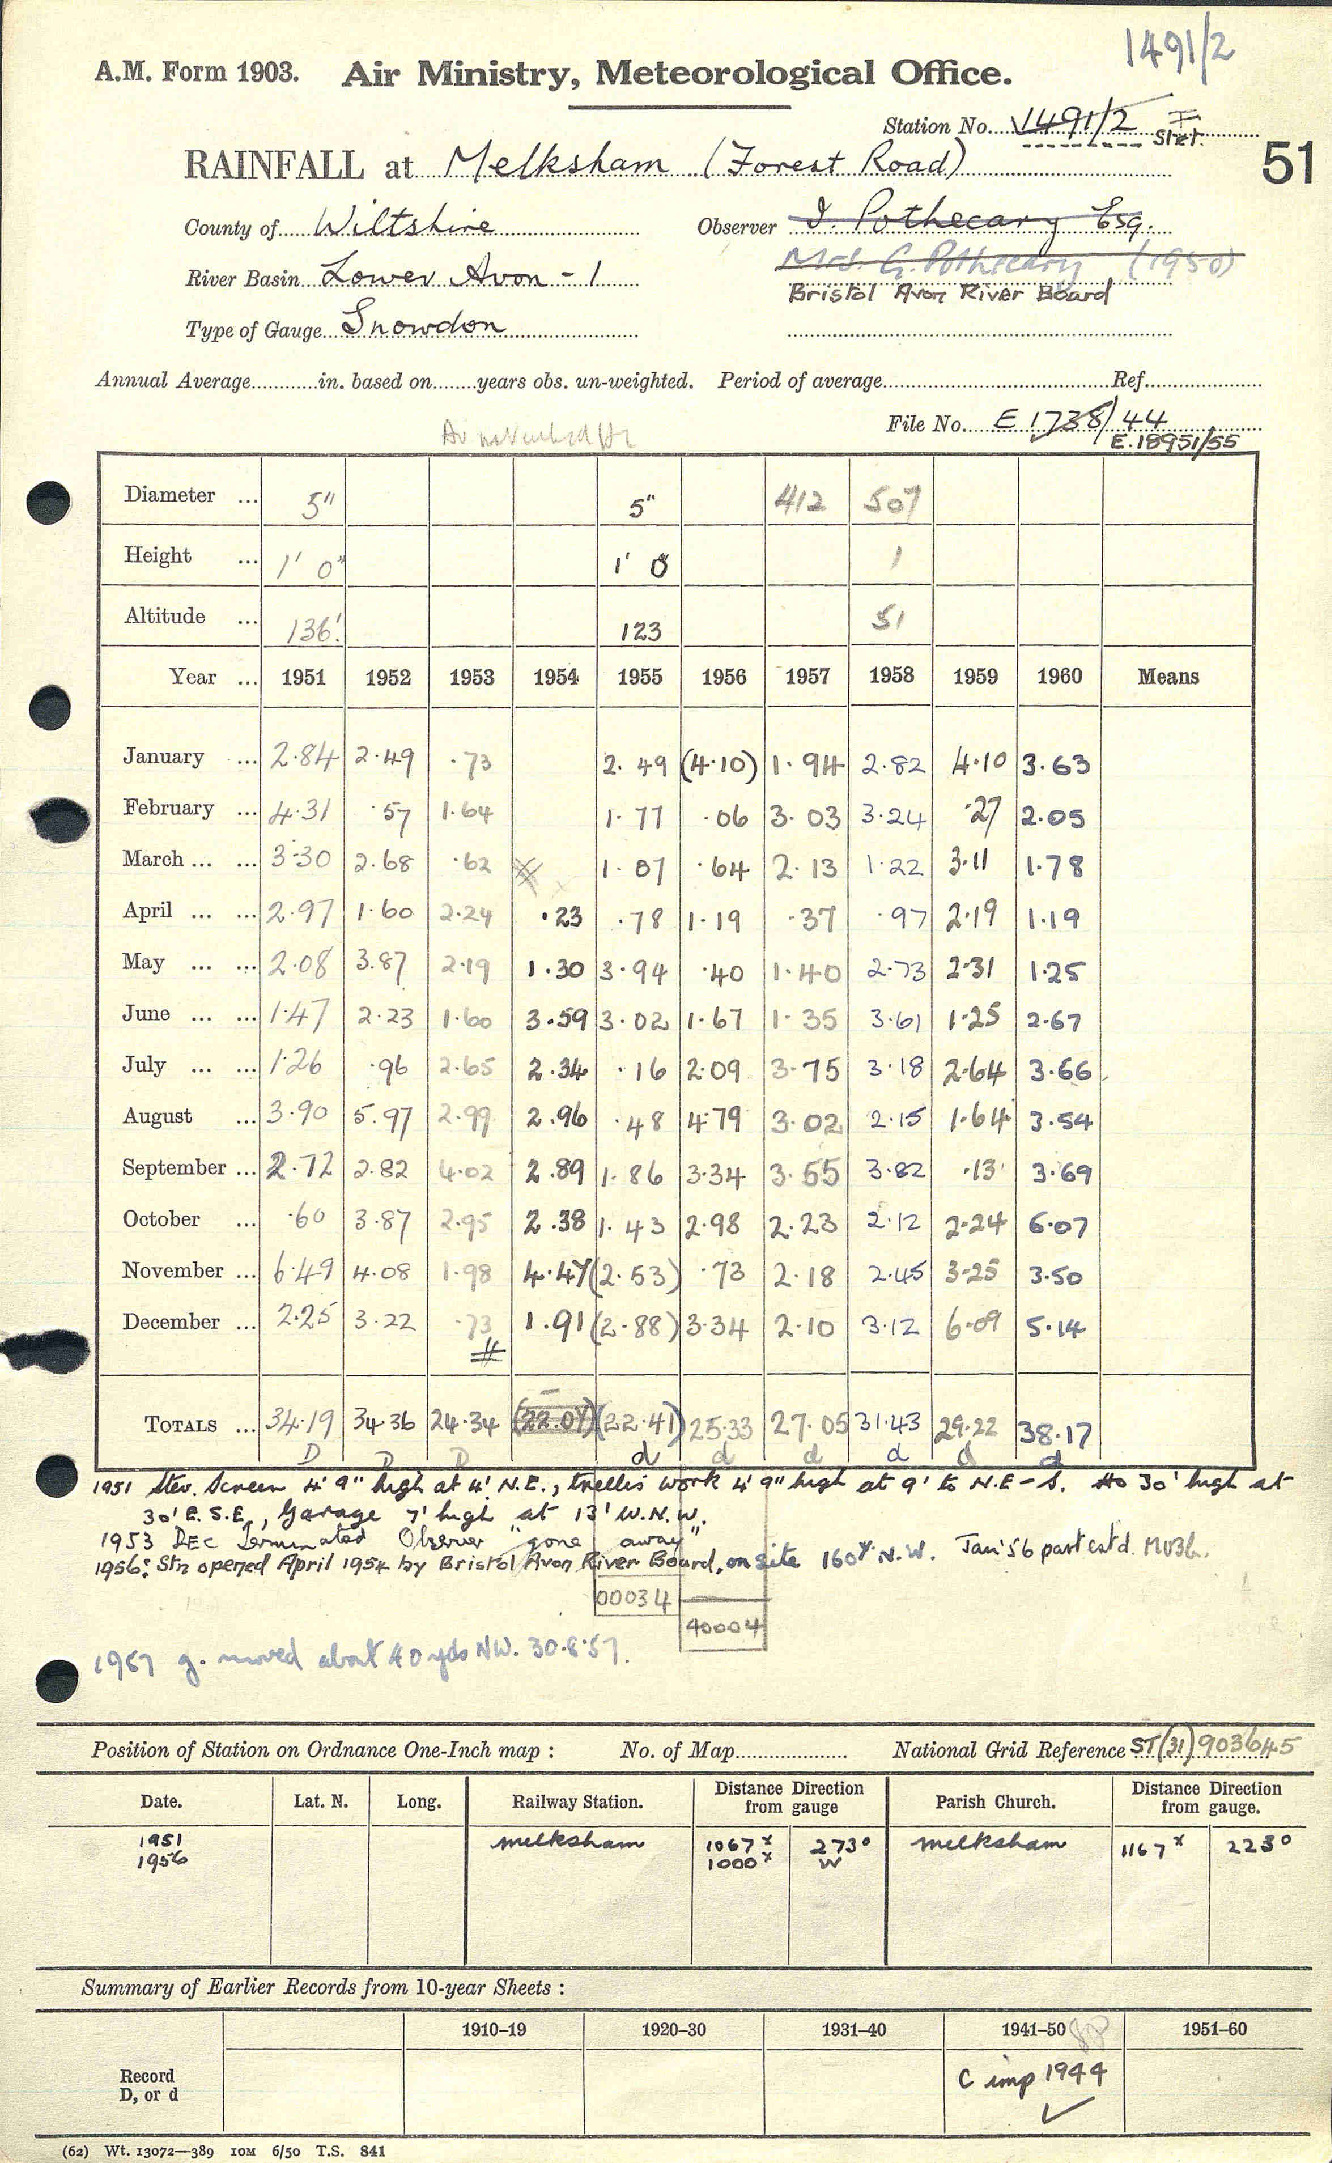 1491/2
A.M. Form 1903. Air Ministry, Meteorological Office.
Station No. 1491/2
51
RAINFALL at Melksham (Forest Road)
County of Wiltshire Observer I. Pothecary Esq.
Mrs. G. Pothecary (1950)
River Basin Lower Avon - 1 Bristol Avon River Board
Type of Gauge Snowdon
Annual Average in. based on years obs. un-weighted. Period of average Ref.
File No. E 1738/44
E.18951/55
Diameter ... 5" 5" 412 507
Height ... 1' 0" 1' 0 1
Altitude ... 136' 123 51
Year ... 1951 1952 1953 1954 1955 1956 1957 1958 1959 1960 Means
January ... 2.84 2.49 .73 2.49 (4.10) 1.94 2.82 4.10 3.63
February ... 4.31 .57 1.64 1.77 .06 3.03 3.24 .27 2.05
March ... ... 3.30 2.68 .62 1.07 .64 2.13 1.22 3.11 1.78
April ... ... 2.97 1.60 2.24 .23 .78 1.19 .37 .97 2.19 1.19
May ... ... 2.08 3.87 2.19 1.30 3.94 .40 1.40 2.73 2.31 1.25
June ... ... 1.47 2.23 1.60 3.59 3.02 1.67 1.35 3.61 1.25 2.67
July ... ... 1.26 .96 2.65 2.34 .16 2.09 3.75 3.18 2.64 3.66
August ... 3.90 5.97 2.99 2.96 .48 4.79 3.02 2.15 1.64 3.54
September ... 2.72 2.82 4.02 2.89 1.86 3.34 3.55 3.82 .13 3.69
October ... .60 3.87 2.95 2.38 1.43 2.98 2.23 2.12 2.24 6.07
November ... 6.49 4.08 1.98 4.47 (2.53) .73 2.18 2.45 3.25 3.50
December ... 2.25 3.22 .73 1.91 (2.88) 3.34 2.10 3.12 6.09 5.14
TOTALS ... 34.19 34.36 24.34 (22.07) (22.41) 25.33 27.05 31.43 29.22 38.17
D D D d d d d d d
1951 Stev. Screen 4' 9" high at 4' N.E., trellis work 4' 9" high at 9' to N.E - S. Ho 30' high at
30' E.S.E., Garage 7' high at 13' W.N.W.
1953 DEC Terminated Observer "gone away"
1956: Stn opened April 1954 by Bristol Avon River Board, on site 160x N.W. Jan '56 part estd.
00034
90004
1957 g. moved about 40 yds NW. 30.8.57.
Position of Station on Ordnance One-Inch map : No. of Map National Grid Reference ST(31)903645
Date. Lat. N. Long. Railway Station. Distance from gauge Direction Parish Church. Distance from gauge. Direction
1951 Melksham 1067x 273° Melksham 1167x 223°
1956 1000x W
Summary of Earlier Records from 10-year Sheets :
1910-19 1920-30 1931-40 1941-50 1951-60
Record C imp 1944
D, or d
(62) Wt. 13072—389 10M 6/50 T.S. 841